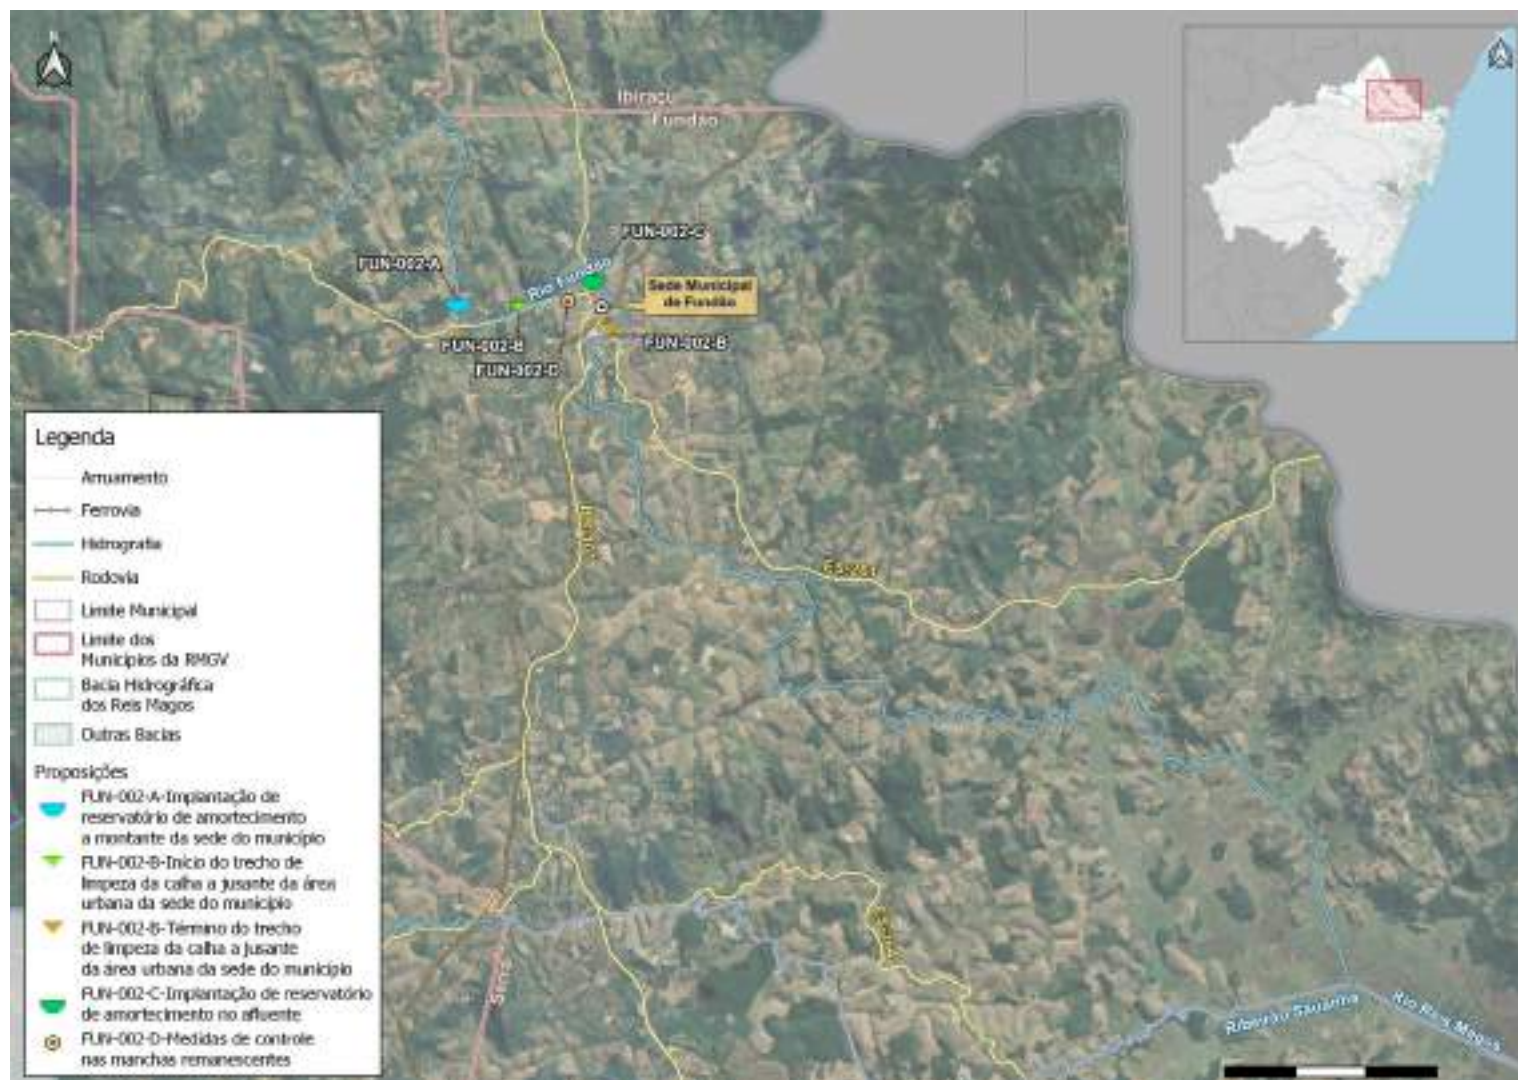 N
Ibiraçu
Fundão
FUN-002-C
FUN-002-A
Rio Fundão
Sede Municipal
de Fundão
FUN-002-B
FUN-002-B
FUN-002-D
ES-261
Legenda
Arruamento
Ferrovia
Hidrografia
Rodovia
Limite Municipal
Limite dos
Municípios da RMGV
Bacia Hidrográfica
dos Reis Magos
Outras Bacias
Proposições
FUN-002-A-Implantação de
reservatório de amortecimento
a montante da sede do município
FUN-002-B-Início do trecho de
limpeza da calha a jusante da área
urbana da sede do município
FUN-002-B-Término do trecho
de limpeza da calha a jusante
da área urbana da sede do município
FUN-002-C-Implantação de reservatório
de amortecimento no afluente
FUN-002-D-Medidas de controle
nas manchas remanescentes
Serra
Ribeirão Sauanha
Rio Reis Magos